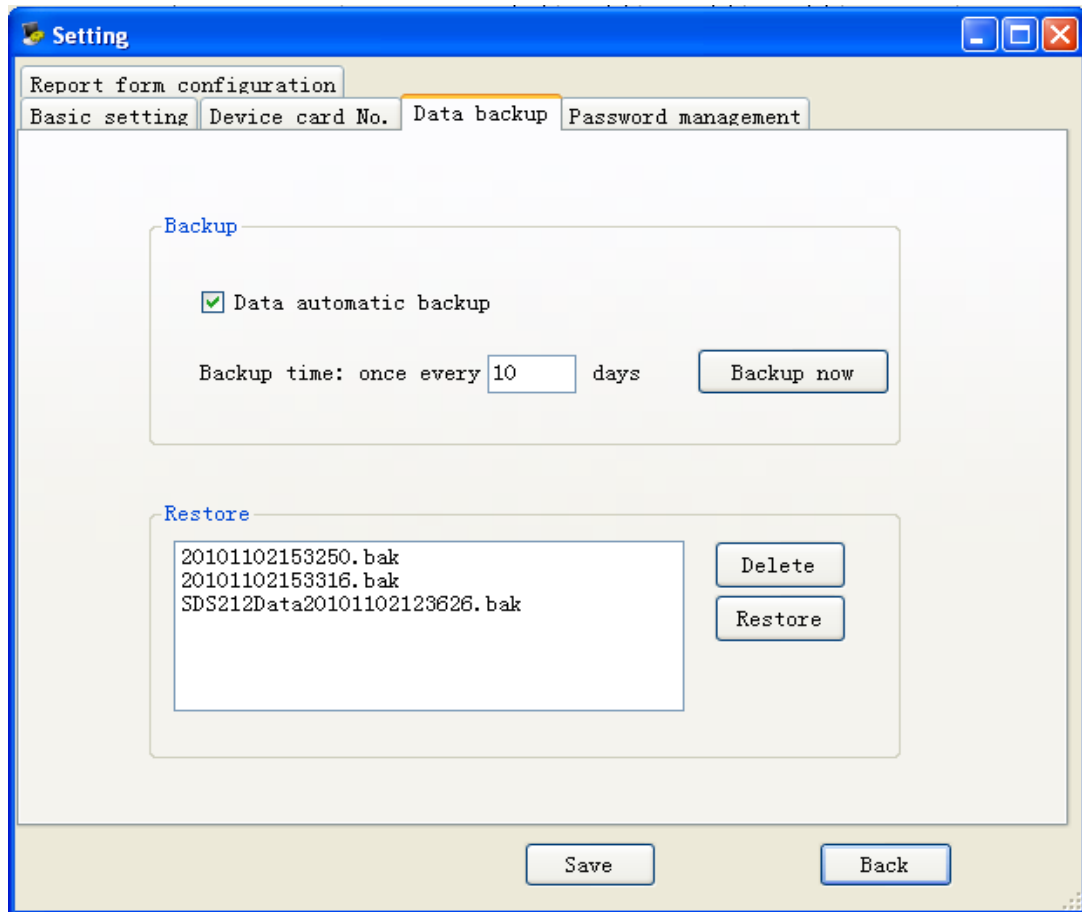 Setting
Report form configuration
Basic setting Device card No. Data backup Password management
Backup
Data automatic backup
Backup time: once every 10 days Backup now
Restore
20101102153250.bak
20101102153316.bak
SDS212Data20101102123626.bak
Delete
Restore
Save Back